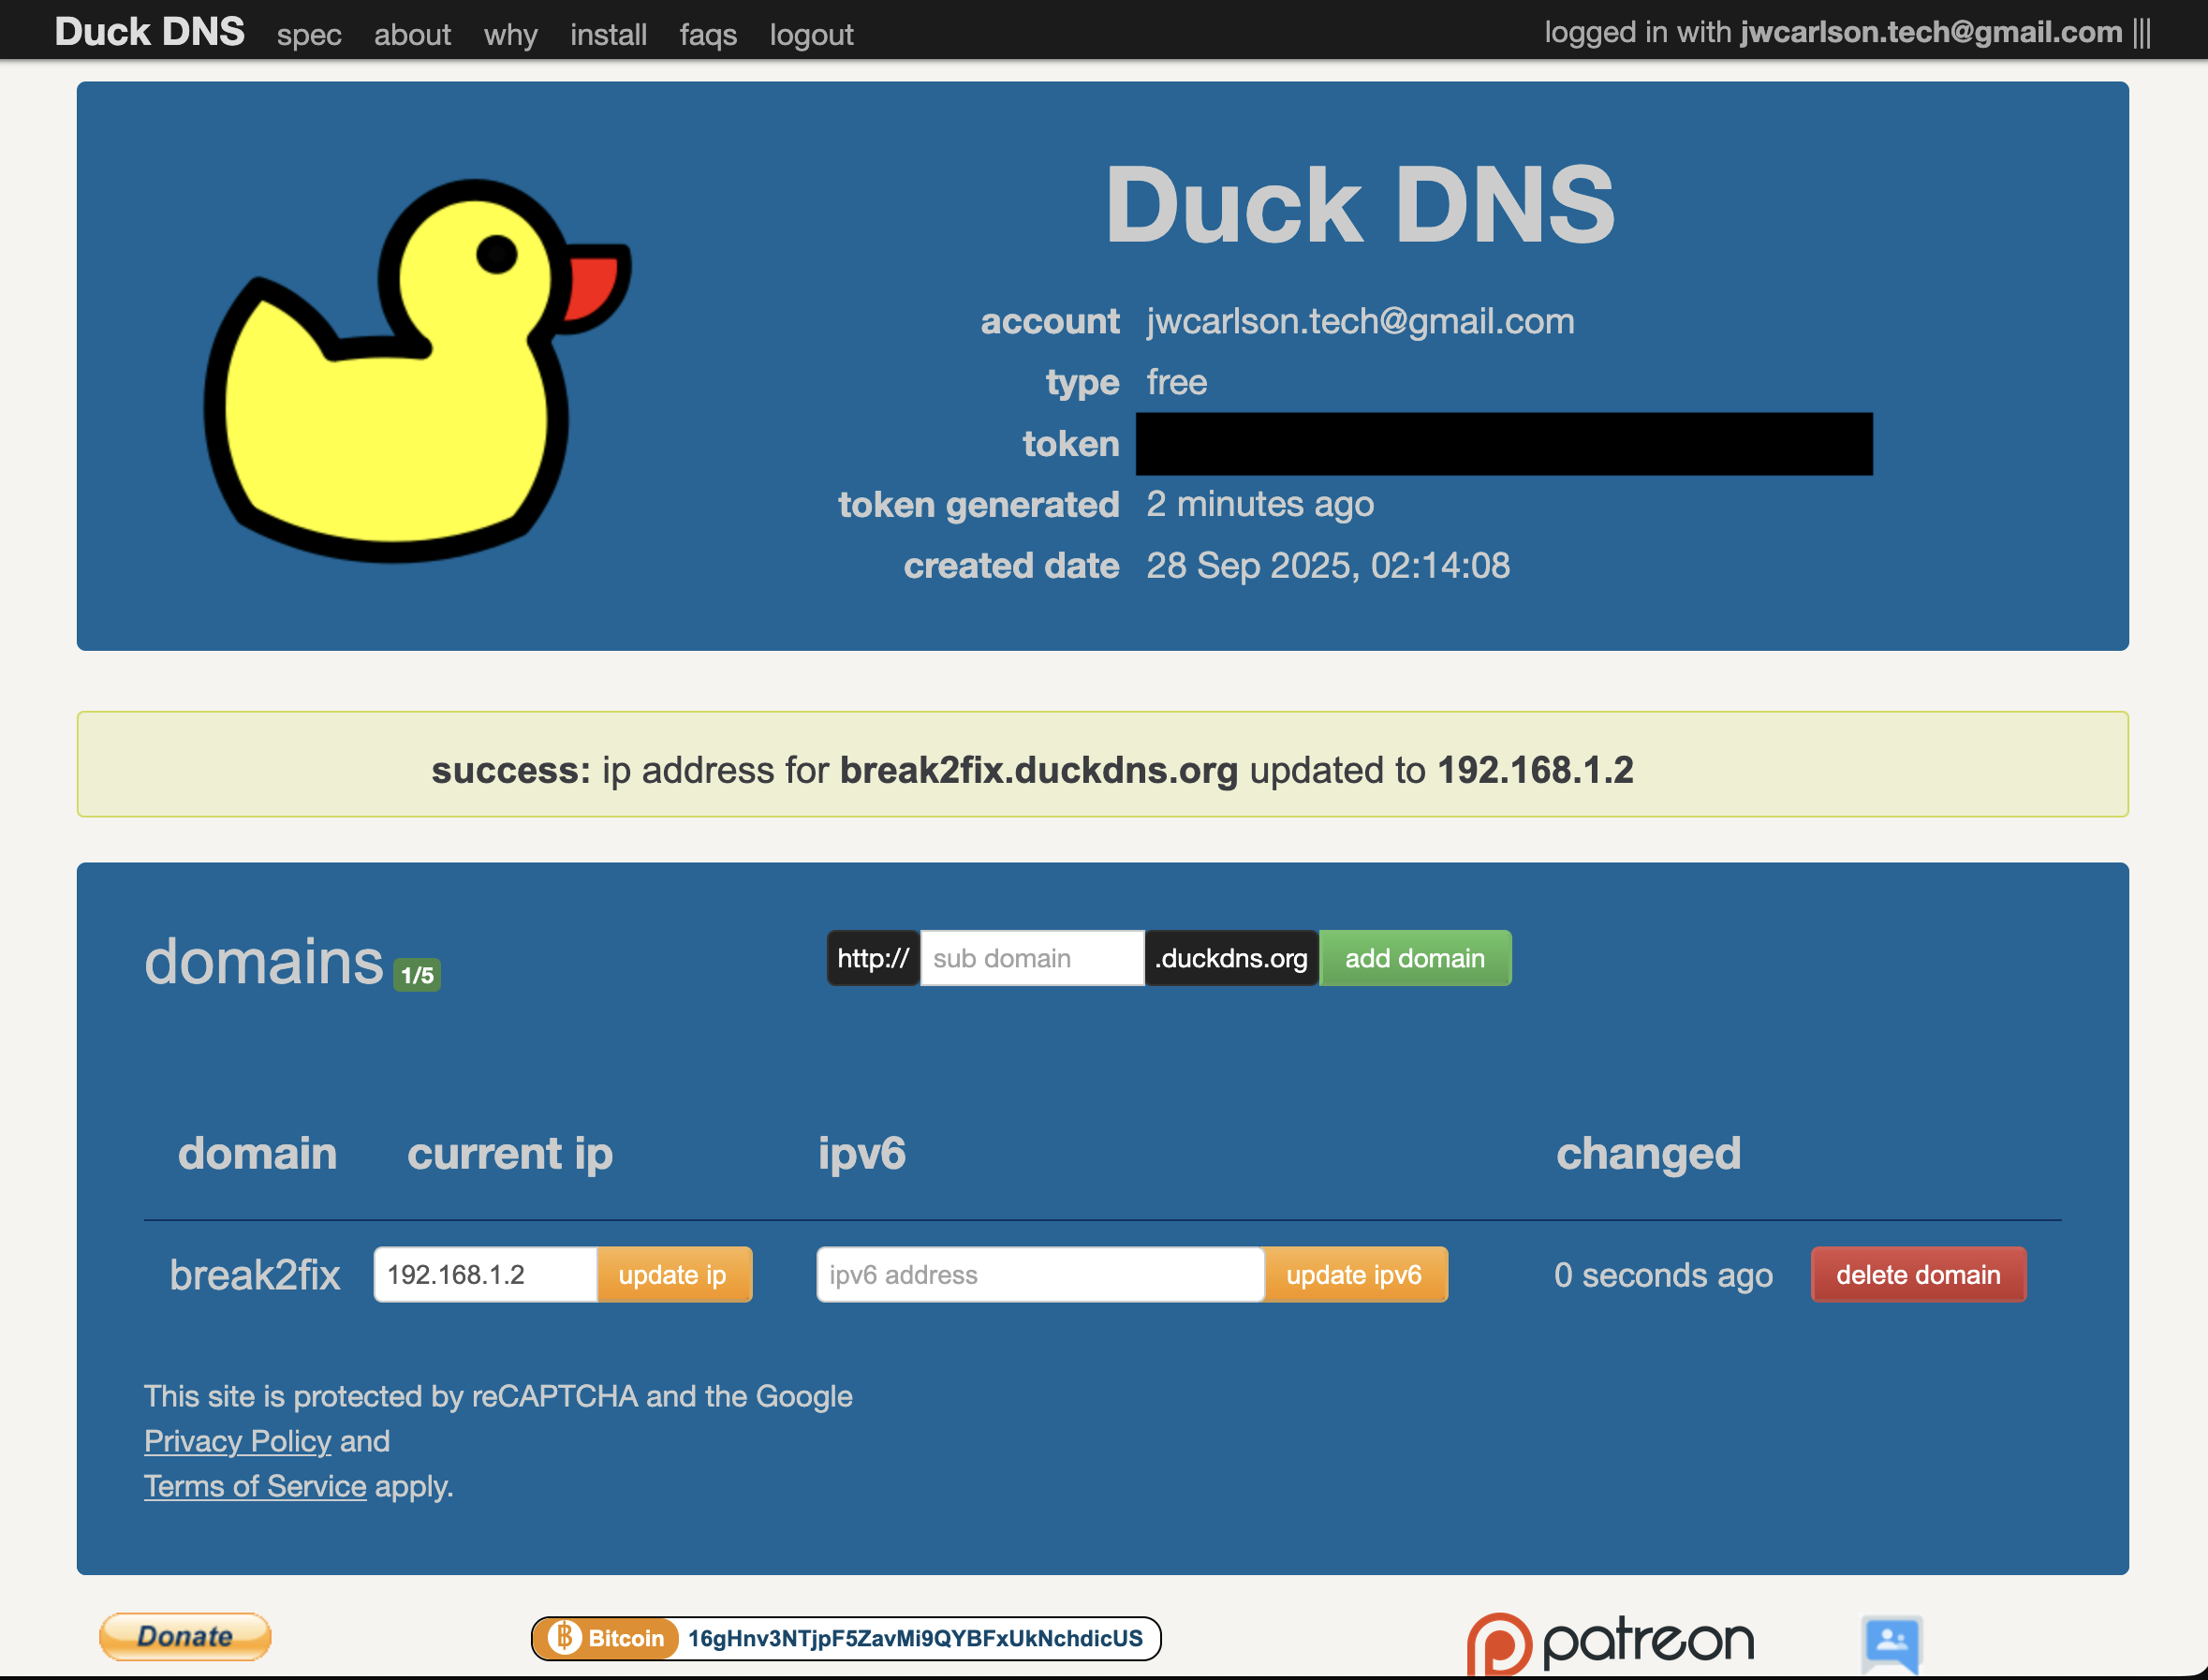 Duck DNS spec about why install faqs logout logged in with jwcarlson.tech@gmail.com |||
Duck DNS
account jwcarlson.tech@gmail.com
type free
token
token generated 2 minutes ago
created date 28 Sep 2025, 02:14:08
success: ip address for break2fix.duckdns.org updated to 192.168.1.2
domains 1/5 http:// sub domain .duckdns.org add domain
domain current ip ipv6 changed
break2fix 192.168.1.2 update ip ipv6 address update ipv6 0 seconds ago delete domain
This site is protected by reCAPTCHA and the Google
Privacy Policy and
Terms of Service apply.
Donate Bitcoin 16gHnv3NTjpF5ZavMi9QYBFxUkNchdicUS patreon